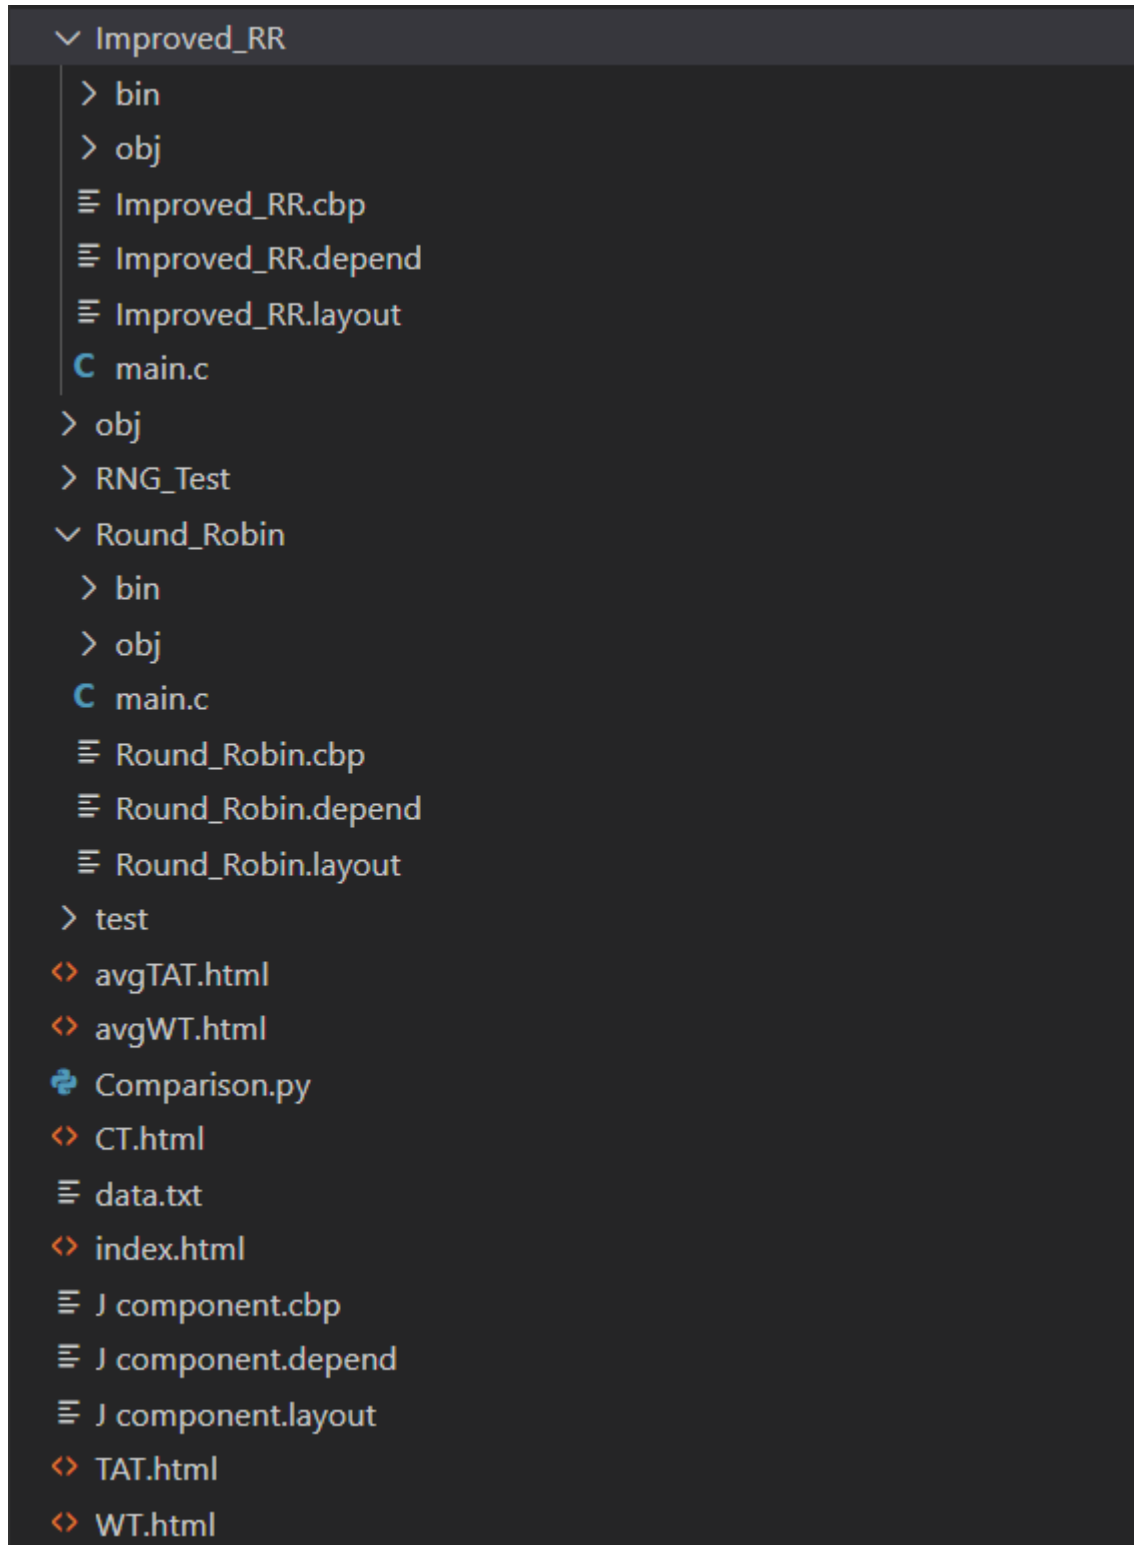 Improved_RR
bin
obj
Improved_RR.cbp
Improved_RR.depend
Improved_RR.layout
C main.c
obj
RNG_Test
Round_Robin
bin
obj
C main.c
Round_Robin.cbp
Round_Robin.depend
Round_Robin.layout
test
avgTAT.html
avgWT.html
Comparison.py
CT.html
data.txt
index.html
J component.cbp
J component.depend
J component.layout
TAT.html
WT.html